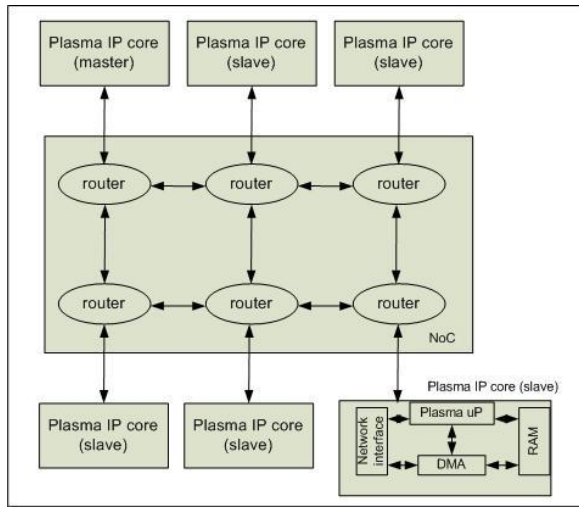 Plasma IP core
(master)
Plasma IP core
(slave)
Plasma IP core
(slave)
router
router
router
router
router
router
NoC
Plasma IP core
(slave)
Plasma IP core
(slave)
Plasma IP core (slave)
Plasma uP
Network
interface
RAM
DMA